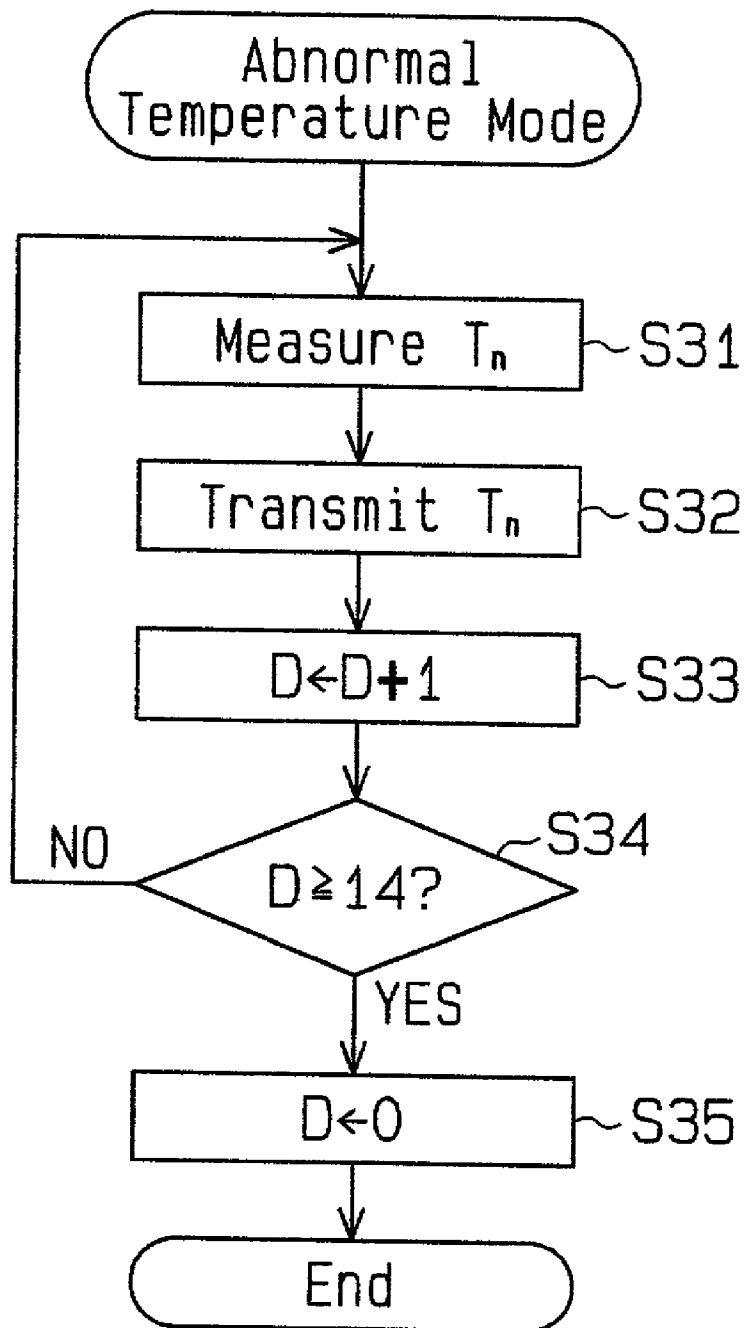 Abnormal
Temperature Mode
Measure Tn
S31
Transmit Tn
S32
D←D+1
S33
D≧14?
S34
NO
YES
D←0
S35
End